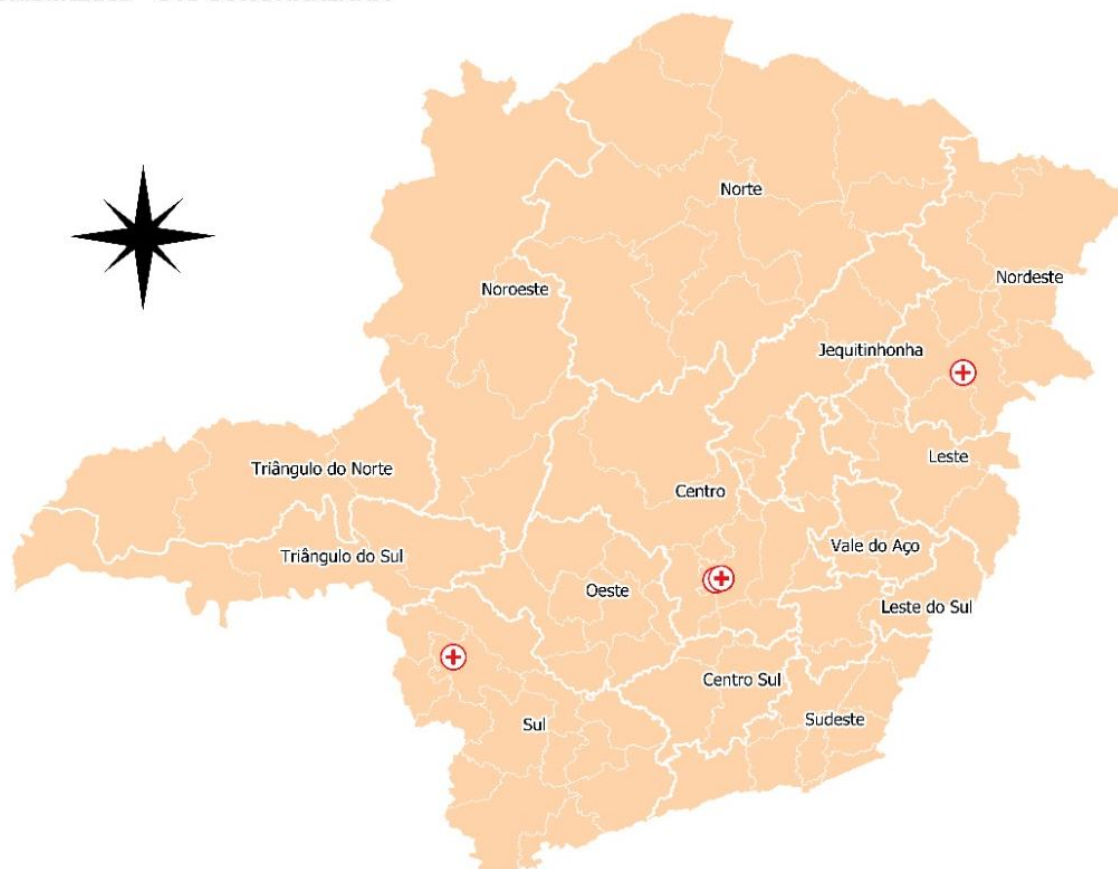 Norte
Nordeste
Noroeste
Jequitinhonha
Leste
Triângulo do Norte
Centro
Vale do Aço
Triângulo do Sul
Oeste
Leste do Sul
Centro Sul
Sudeste
Sul